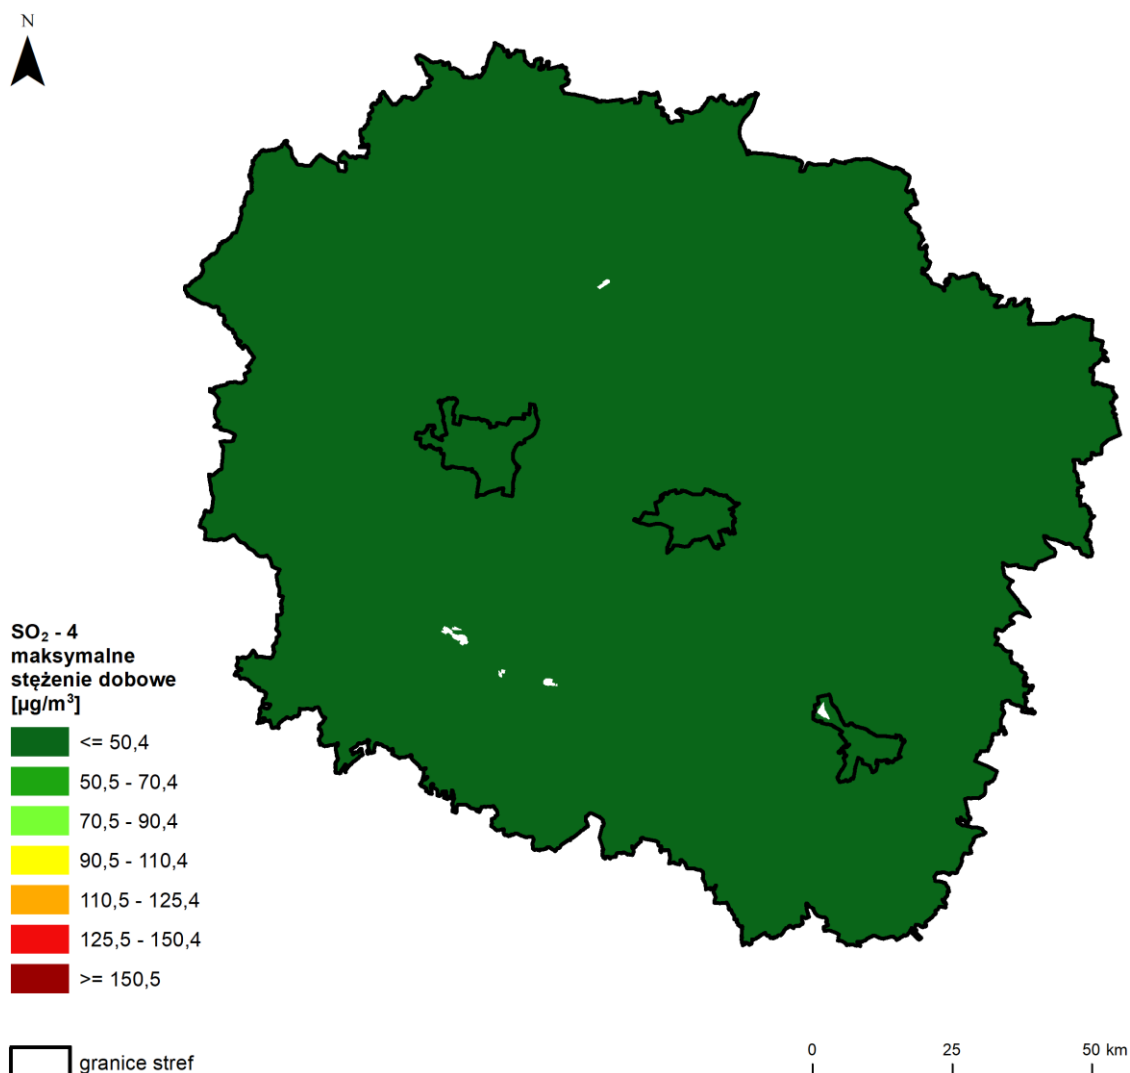 N
SO₂ - 4
maksymalne
stężenie dobowe
[µg/m³]
<= 50,4
50,5 - 70,4
70,5 - 90,4
90,5 - 110,4
110,5 - 125,4
125,5 - 150,4
>= 150,5
granice stref
0 25 50 km